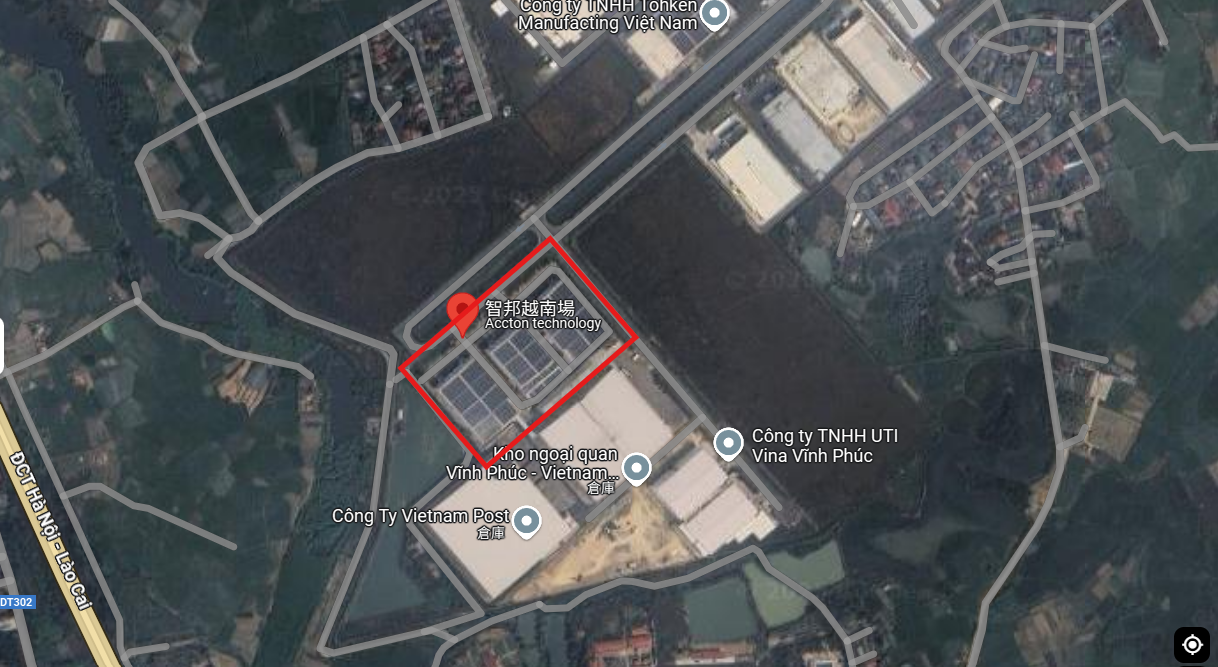 Công ty TNHH Tohken
Manufacting Việt Nam
智邦越南場
Accton technology
Công ty TNHH UTI
Vina Vĩnh Phúc
Kho ngoại quan
Vĩnh Phúc - Vietnam...
倉庫
Công Ty Vietnam Post
倉庫
ĐCT Hà Nội - Lào Cai
DT302